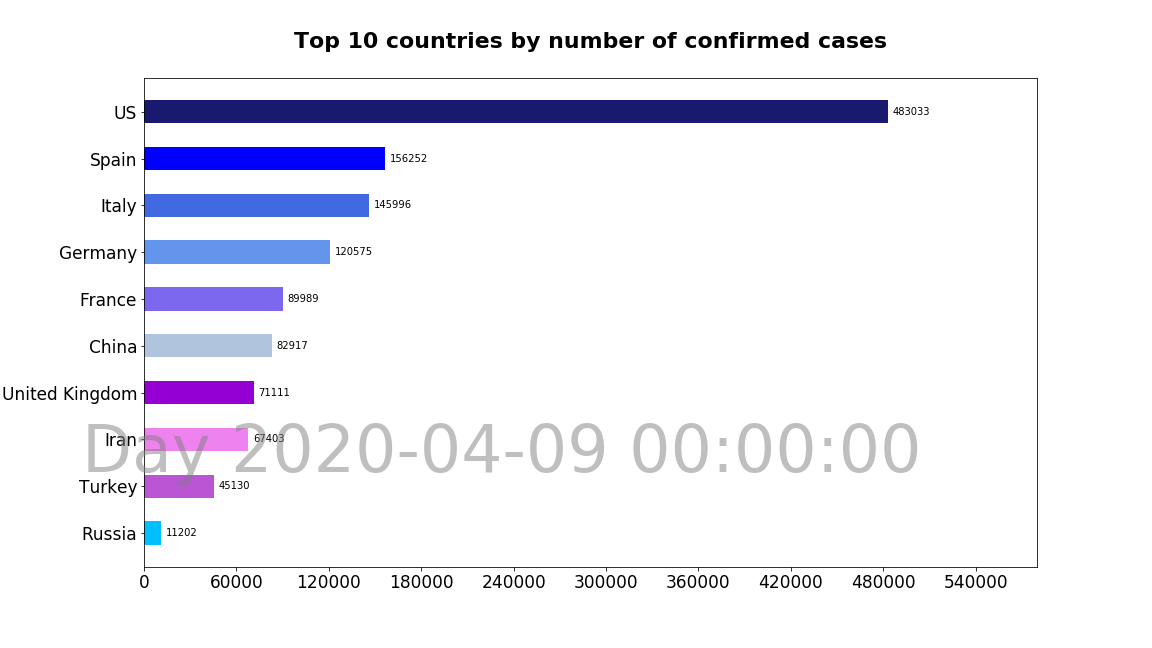 Top 10 countries by number of confirmed cases
US 483033
Spain 156252
Italy 145996
Germany 120575
France 89989
China 82917
United Kingdom 71111
Iran 67403
Day 2020-04-09 00:00:00
Turkey 45130
Russia 11202
0 60000 120000 180000 240000 300000 360000 420000 480000 540000